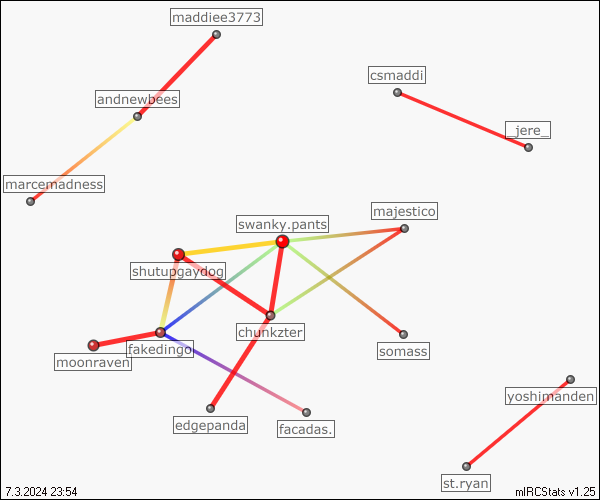 maddiee3773
csmaddi
andnewbees
_jere_
marcemadness
majestico
swanky.pants
shutupgaydog
chunkzter
fakedingo
somass
moonraven
yoshimanden
edgepanda
facadas.
st.ryan
7.3.2024 23:54
mIRCStats v1.25